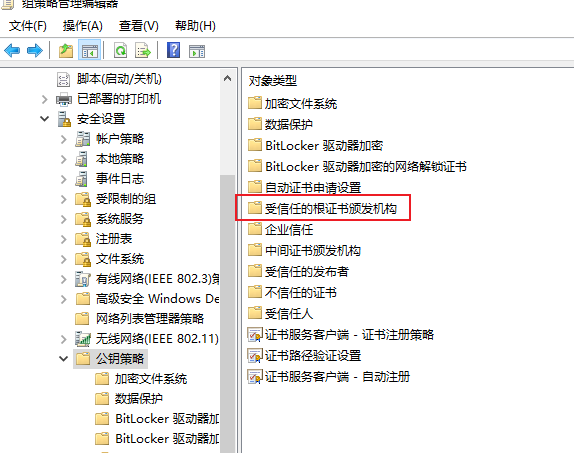 组策略管理编辑器
文件(F) 操作(A) 查看(V) 帮助(H)
脚本(启动/关机)
已部署的打印机
安全设置
帐户策略
本地策略
事件日志
受限制的组
系统服务
注册表
文件系统
有线网络(IEEE 802.3)策
高级安全 Windows De
网络列表管理器策略
无线网络(IEEE 802.11)
公钥策略
加密文件系统
数据保护
BitLocker 驱动器加
BitLocker 驱动器加
对象类型
加密文件系统
数据保护
BitLocker 驱动器加密
BitLocker 驱动器加密的网络解锁证书
自动证书申请设置
受信任的根证书颁发机构
企业信任
中间证书颁发机构
受信任的发布者
不信任的证书
受信任人
证书服务客户端 - 证书注册策略
证书路径验证设置
证书服务客户端 - 自动注册